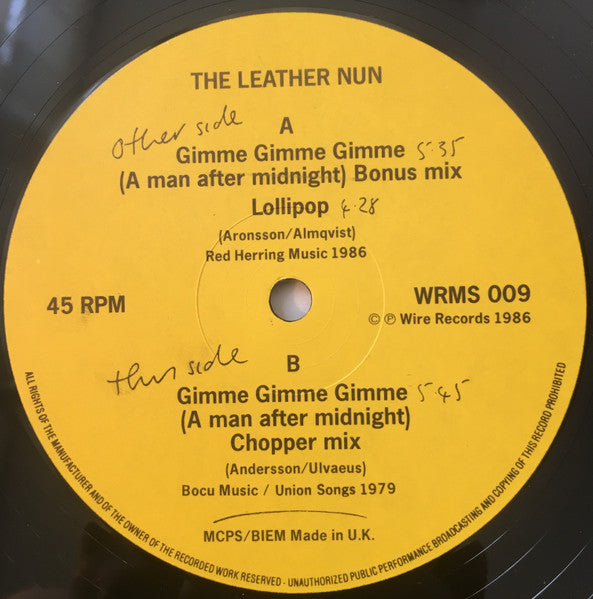 THE LEATHER NUN
other side
A
Gimme Gimme Gimme 5.35
(A man after midnight) Bonus mix
Lollipop 4.28
(Aronsson/Almqvist)
Red Herring Music 1986
45 RPM
WRMS 009
© ℗ Wire Records 1986
this side
B
Gimme Gimme Gimme 5.45
(A man after midnight)
Chopper mix
(Andersson/Ulvaeus)
Bocu Music / Union Songs 1979
MCPS/BIEM Made in U.K.
ALL RIGHTS OF THE MANUFACTURER AND OF THE OWNER OF THE RECORDED WORK RESERVED - UNAUTHORIZED PUBLIC PERFORMANCE BROADCASTING AND COPYING OF THIS RECORD PROHIBITED